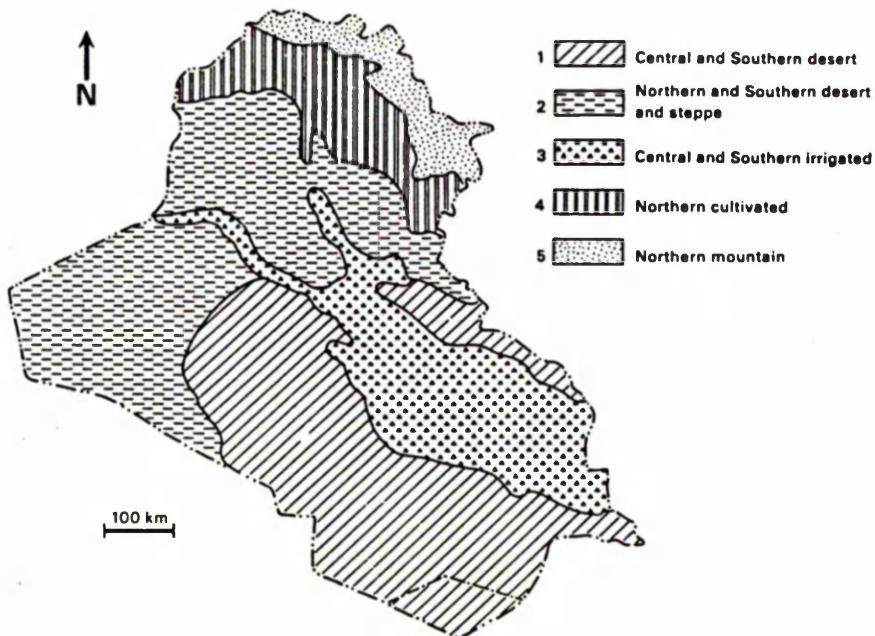 N
1 Central and Southern desert
2 Northern and Southern desert
and steppe
3 Central and Southern irrigated
4 Northern cultivated
5 Northern mountain
100 km